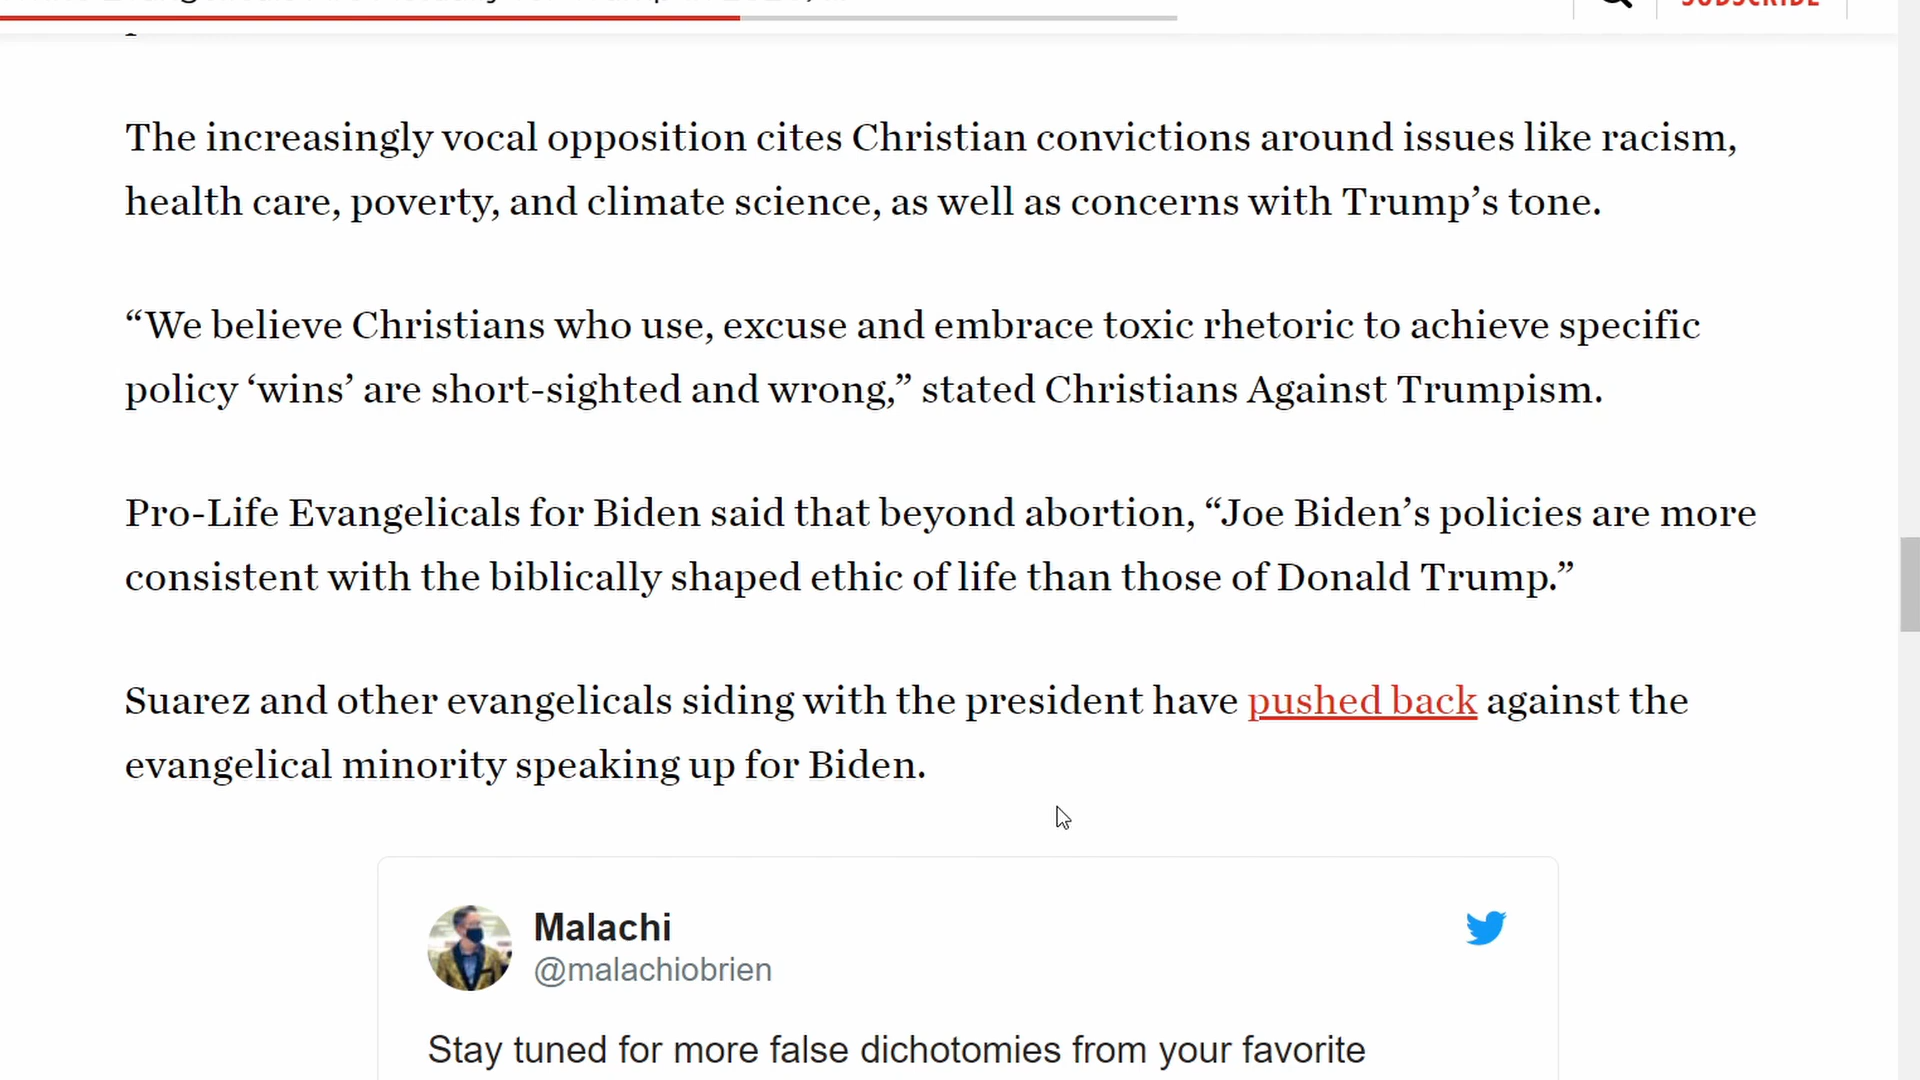 The increasingly vocal opposition cites Christian convictions around issues like racism,
health care, poverty, and climate science, as well as concerns with Trump’s tone.
“We believe Christians who use, excuse and embrace toxic rhetoric to achieve specific
policy ‘wins’ are short-sighted and wrong,” stated Christians Against Trumpism.
Pro-Life Evangelicals for Biden said that beyond abortion, “Joe Biden’s policies are more
consistent with the biblically shaped ethic of life than those of Donald Trump.”
Suarez and other evangelicals siding with the president have pushed back against the
evangelical minority speaking up for Biden.
Malachi
@malachiobrien
Stay tuned for more false dichotomies from your favorite